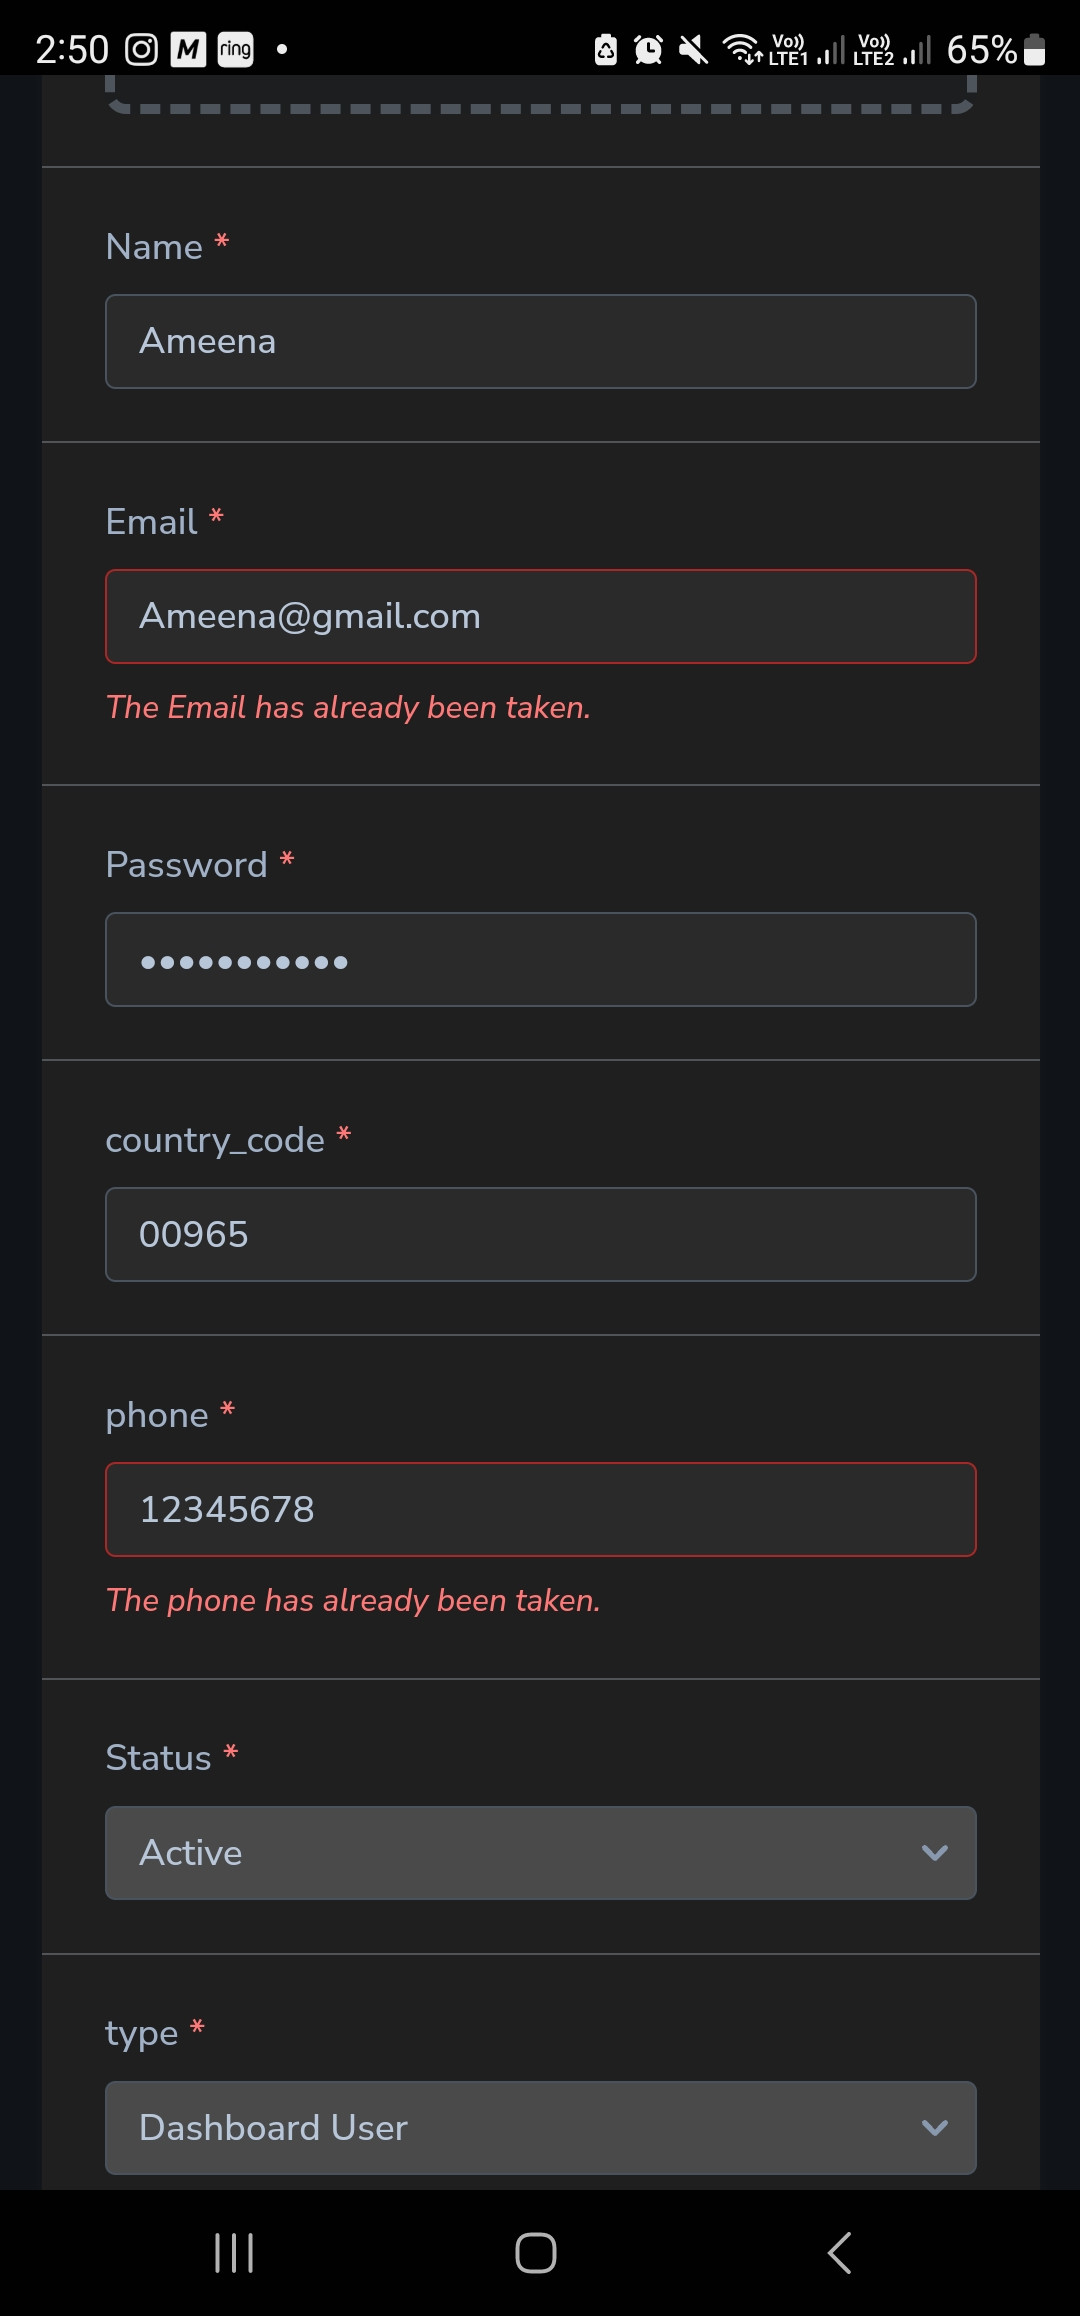 2:50 M ring Vo)) LTE1 Vo)) LTE2 65%
Name *
Ameena
Email *
Ameena@gmail.com
The Email has already been taken.
Password *
•••••••••••
country_code *
00965
phone *
12345678
The phone has already been taken.
Status *
Active
type *
Dashboard User